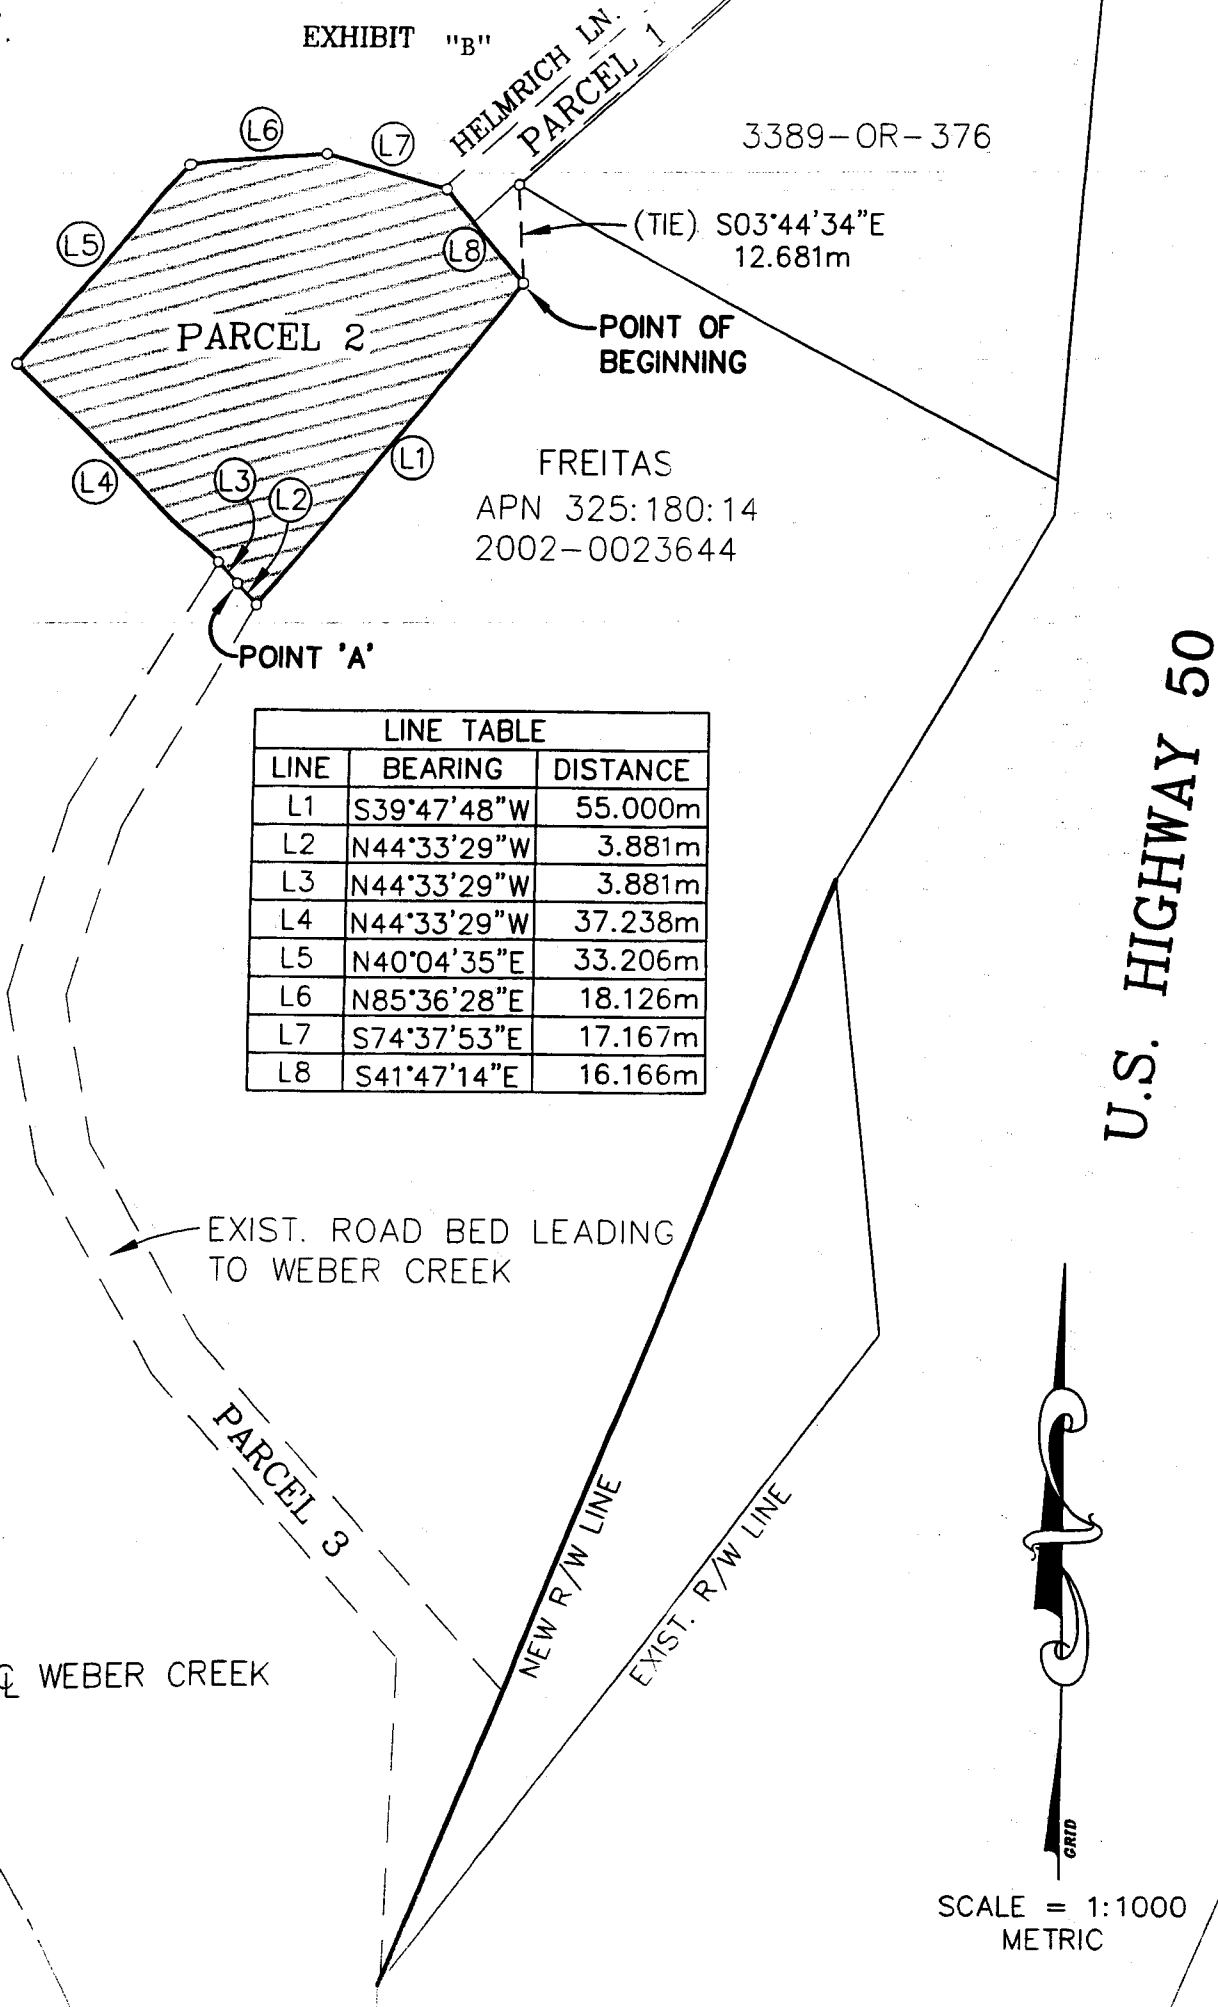 EXHIBIT "B"
HELMRICH LN.
PARCEL 1
3389-OR-376
L6
L7
(TIE) S03°44'34"E
12.681m
L5
L8
POINT OF
BEGINNING
PARCEL 2
L1
FREITAS
APN 325:180:14
2002-0023644
L4
L3
L2
POINT 'A'
LINE TABLE
LINE BEARING DISTANCE
L1 S39°47'48"W 55.000m
L2 N44°33'29"W 3.881m
L3 N44°33'29"W 3.881m
L4 N44°33'29"W 37.238m
L5 N40°04'35"E 33.206m
L6 N85°36'28"E 18.126m
L7 S74°37'53"E 17.167m
L8 S41°47'14"E 16.166m
U.S. HIGHWAY 50
EXIST. ROAD BED LEADING
TO WEBER CREEK
PARCEL 3
NEW R/W LINE
EXIST. R/W LINE
℄ WEBER CREEK
GRID
SCALE = 1:1000
METRIC